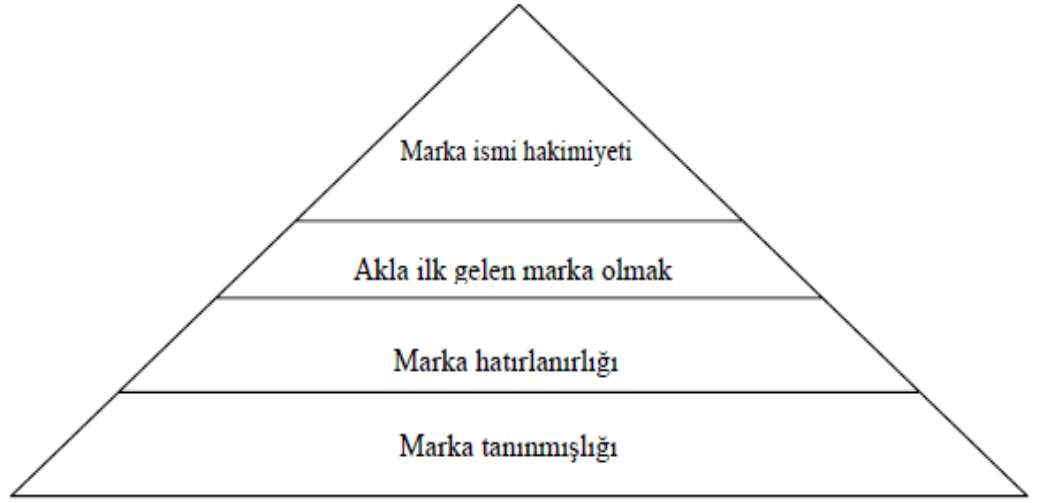 Marka ismi hakimiyeti
Akla ilk gelen marka olmak
Marka hatırlanırlığı
Marka tanınmışlığı